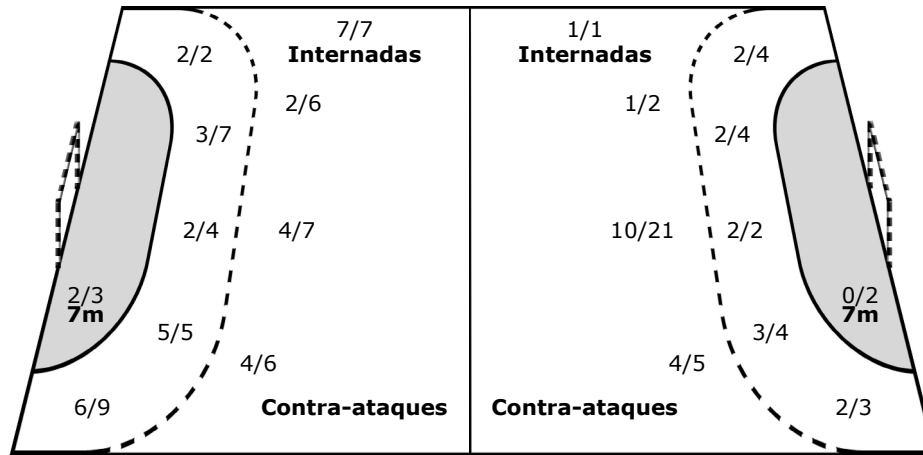 7/7 1/1
Internadas Internadas
2/2 2/4
2/6 1/2
3/7 2/4
2/4 4/7 10/21 2/2
2/3 0/2
7m 7m
5/5 3/4
4/6 4/5
6/9 Contra-ataques Contra-ataques 2/3